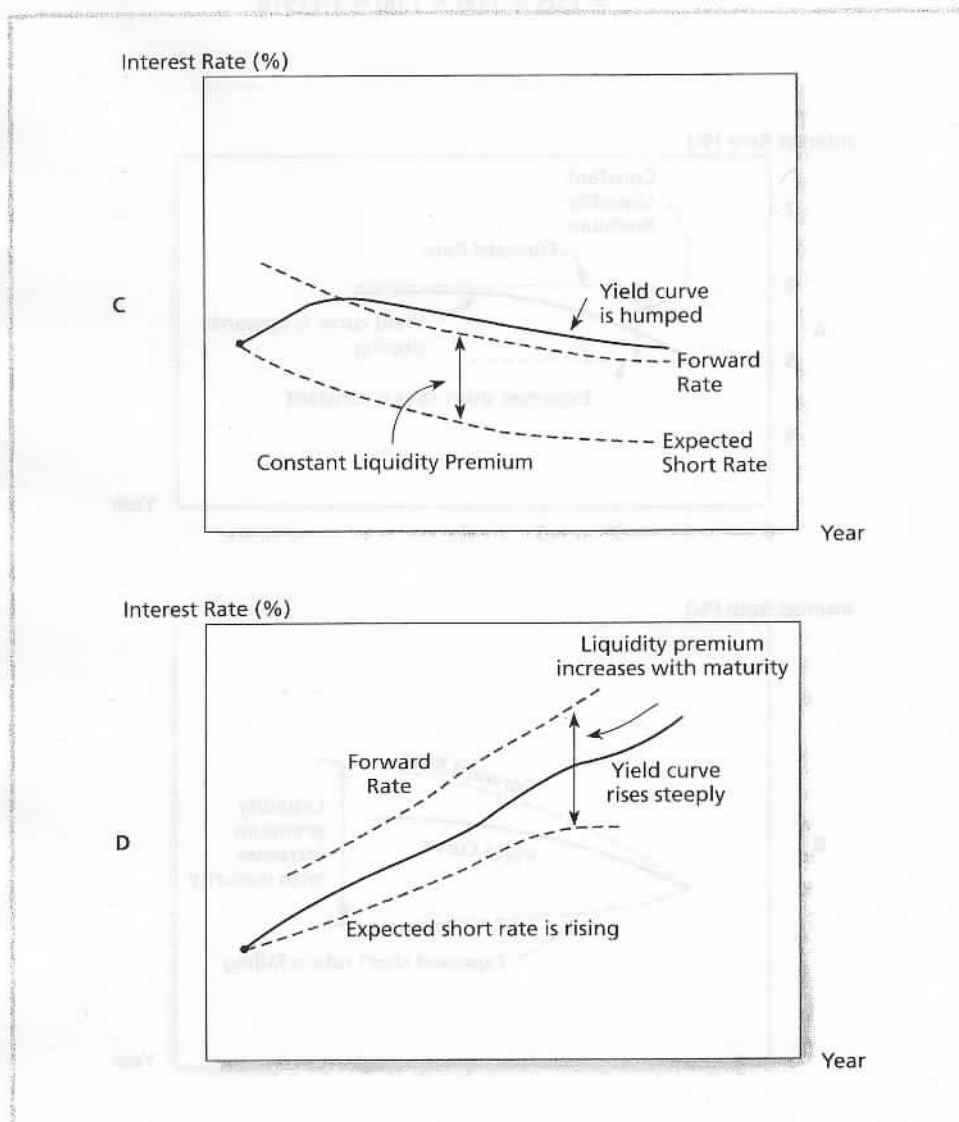 Interest Rate (%)
C
Yield curve
is humped
Forward
Rate
Constant Liquidity Premium
Expected
Short Rate
Year
Interest Rate (%)
Liquidity premium
increases with maturity
Forward
Rate
Yield curve
rises steeply
D
Expected short rate is rising
Year